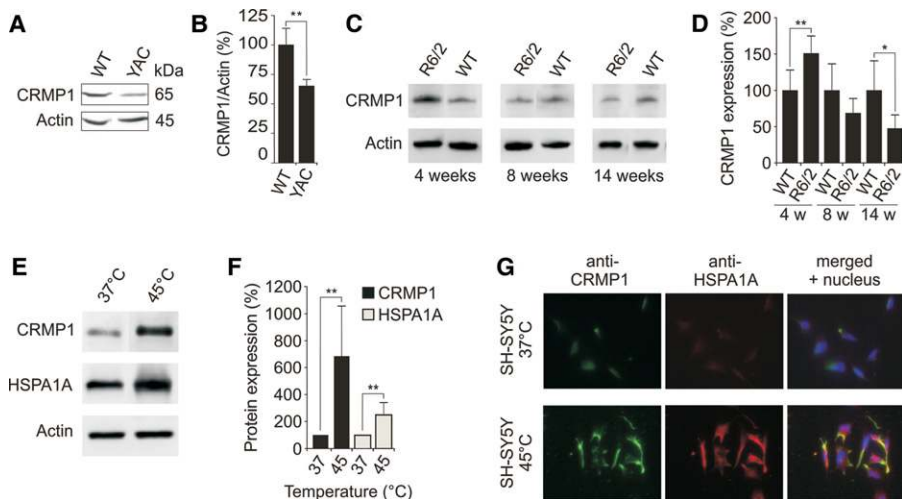 A
WT
YAC
kDa
CRMP1
65
Actin
45
B
CRMP1/Actin (%)
125
100
75
50
25
0
**
WT
YAC
C
R6/2
WT
R6/2
WT
R6/2
WT
CRMP1
Actin
4 weeks
8 weeks
14 weeks
D
CRMP1 expression (%)
200
150
100
50
0
**
*
WT
R6/2
WT
R6/2
WT
R6/2
4 w
8 w
14 w
E
37°C
45°C
CRMP1
HSPA1A
Actin
F
Protein expression (%)
1200
1000
800
600
400
200
0
**
**
CRMP1
HSPA1A
37
45
37
45
Temperature (°C)
G
anti-
CRMP1
anti-
HSPA1A
merged
+ nucleus
SH-SY5Y
37°C
SH-SY5Y
45°C